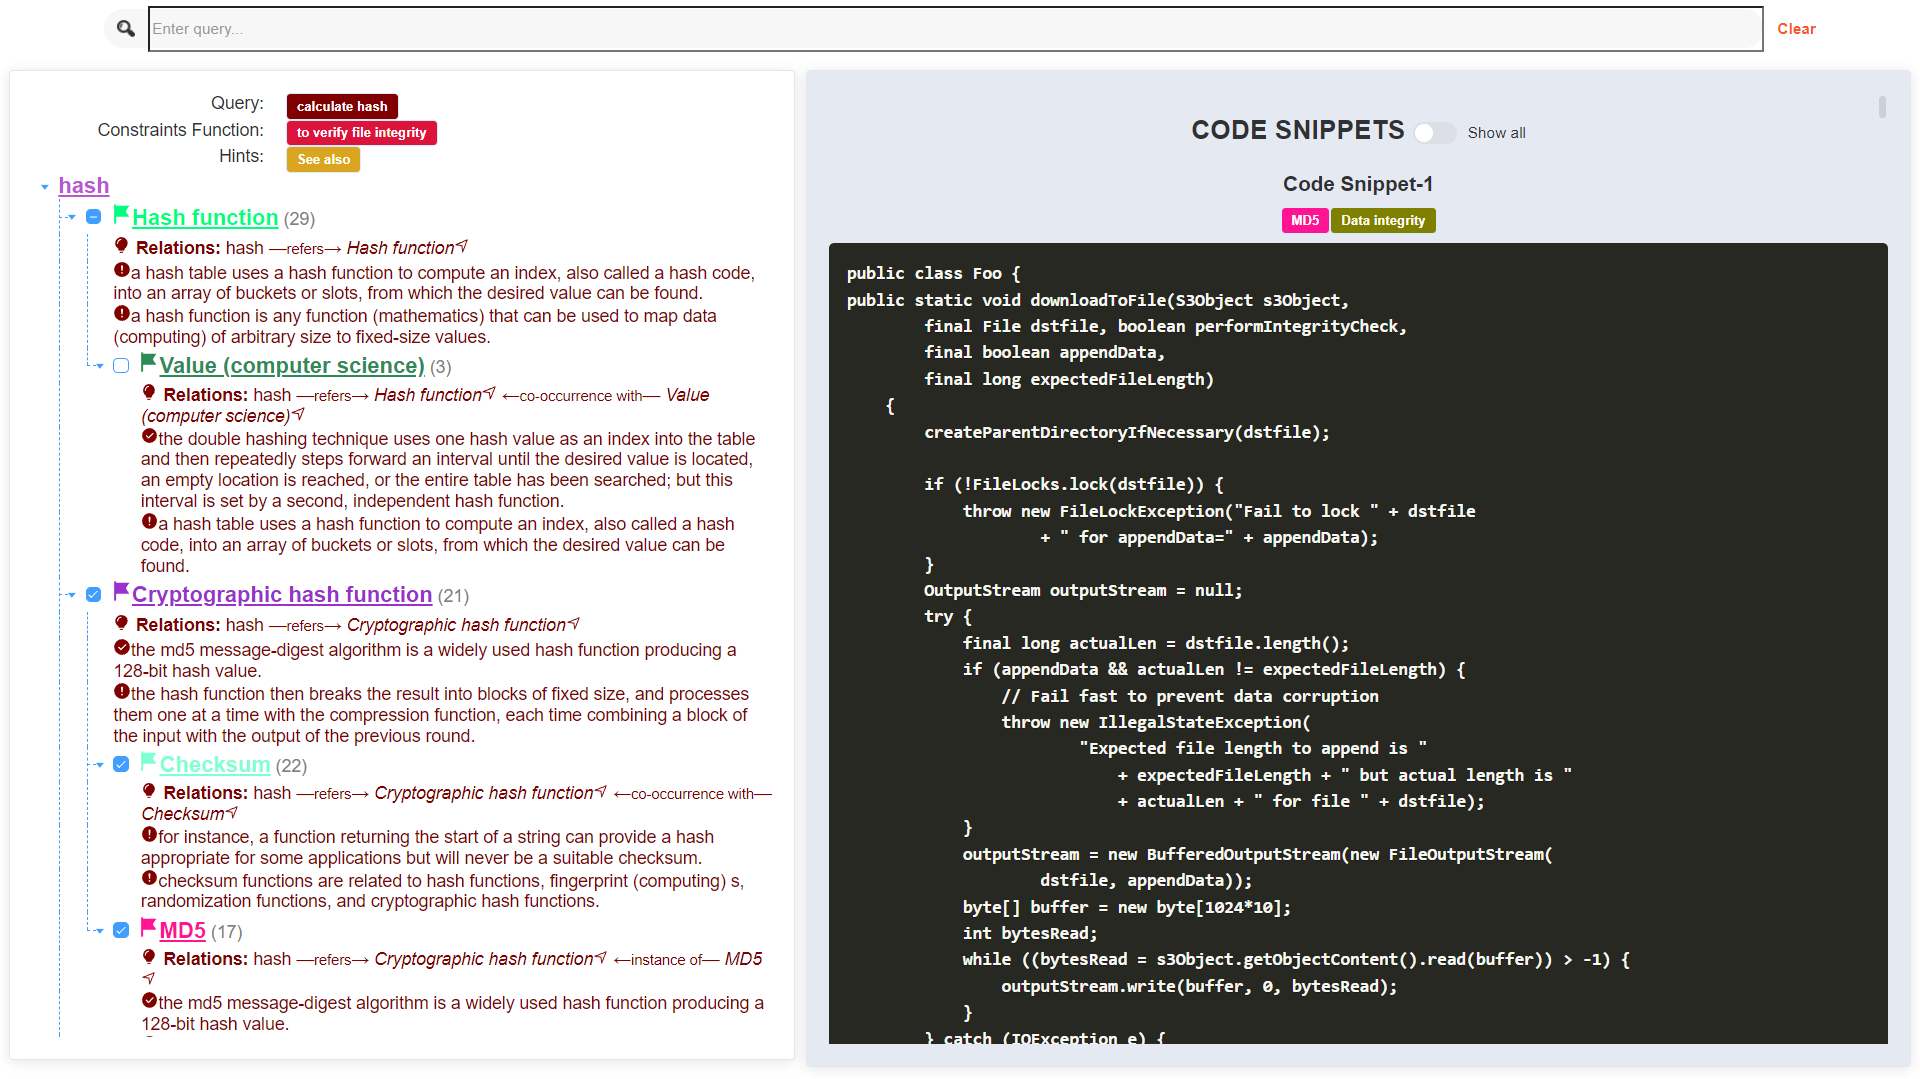 Enter query...
Clear
Query: calculate hash
Constraints Function: to verify file integrity
Hints: See also
hash
Hash function (29)
Relations: hash —refers→ Hash function
a hash table uses a hash function to compute an index, also called a hash code,
into an array of buckets or slots, from which the desired value can be found.
a hash function is any function (mathematics) that can be used to map data
(computing) of arbitrary size to fixed-size values.
Value (computer science) (3)
Relations: hash —refers→ Hash function ←co-occurrence with— Value
(computer science)
the double hashing technique uses one hash value as an index into the table
and then repeatedly steps forward an interval until the desired value is located,
an empty location is reached, or the entire table has been searched; but this
interval is set by a second, independent hash function.
a hash table uses a hash function to compute an index, also called a hash
code, into an array of buckets or slots, from which the desired value can be
found.
Cryptographic hash function (21)
Relations: hash —refers→ Cryptographic hash function
the md5 message-digest algorithm is a widely used hash function producing a
128-bit hash value.
the hash function then breaks the result into blocks of fixed size, and processes
them one at a time with the compression function, each time combining a block of
the input with the output of the previous round.
Checksum (22)
Relations: hash —refers→ Cryptographic hash function ←co-occurrence with—
Checksum
for instance, a function returning the start of a string can provide a hash
appropriate for some applications but will never be a suitable checksum.
checksum functions are related to hash functions, fingerprint (computing) s,
randomization functions, and cryptographic hash functions.
MD5 (17)
Relations: hash —refers→ Cryptographic hash function ←instance of— MD5
the md5 message-digest algorithm is a widely used hash function producing a
128-bit hash value.
CODE SNIPPETS Show all
Code Snippet-1
MD5 Data integrity
public class Foo {
public static void downloadToFile(S3Object s3Object,
final File dstfile, boolean performIntegrityCheck,
final boolean appendData,
final long expectedFileLength)
{
createParentDirectoryIfNecessary(dstfile);
if (!FileLocks.lock(dstfile)) {
throw new FileLockException("Fail to lock " + dstfile
+ " for appendData=" + appendData);
}
OutputStream outputStream = null;
try {
final long actualLen = dstfile.length();
if (appendData && actualLen != expectedFileLength) {
// Fail fast to prevent data corruption
throw new IllegalStateException(
"Expected file length to append is "
+ expectedFileLength + " but actual length is "
+ actualLen + " for file " + dstfile);
}
outputStream = new BufferedOutputStream(new FileOutputStream(
dstfile, appendData));
byte[] buffer = new byte[1024*10];
int bytesRead;
while ((bytesRead = s3Object.getObjectContent().read(buffer)) > -1) {
outputStream.write(buffer, 0, bytesRead);
}
} catch (IOException e) {